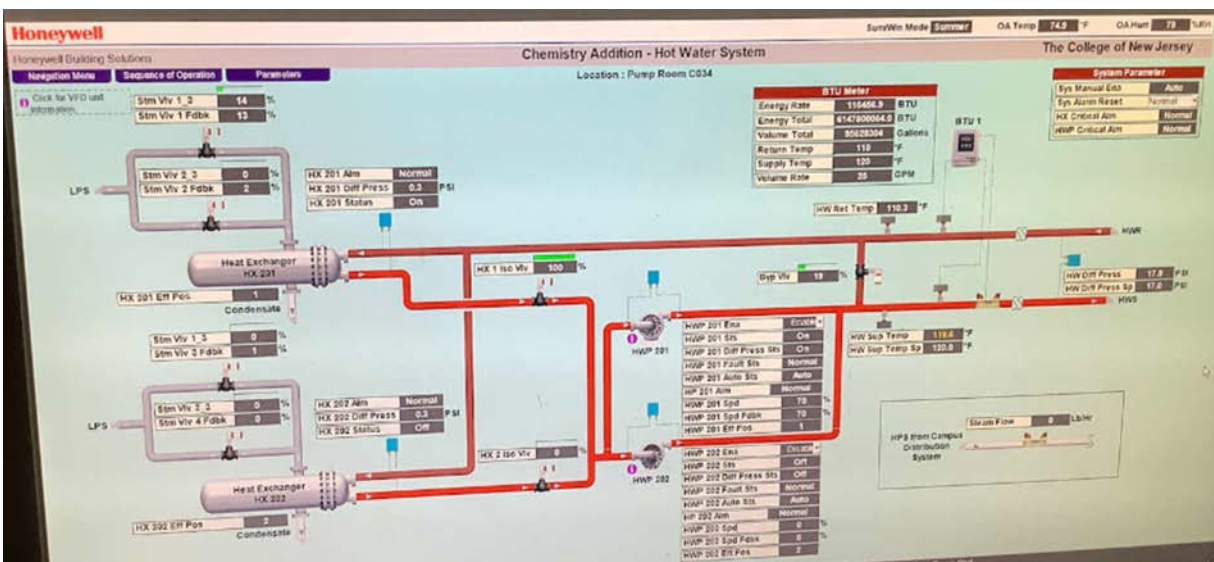 Honeywell
Sum/Win Mode Summer OA Temp 74.9 °F OA Hum 73 %RH
Honeywell Building Solutions
Chemistry Addition - Hot Water System
The College of New Jersey
Navigation Menu Sequence of Operation Parameters
Location : Pump Room C034
Click for VFD unit information.
System Parameter
Sys Manual Ena Auto
Sys Alarm Reset Normal
HX Critical Alm Normal
HWP Critical Alm Normal
BTU Meter
Energy Rate 116456.9 BTU
Energy Total 6147800064.0 BTU
Volume Total 95628304 Gallons
Return Temp 110 °F
Supply Temp 120 °F
Volume Rate 25 GPM
BTU 1
Stm Vlv 1_3 14 %
Stm Vlv 1 Fdbk 13 %
Stm Vlv 2_3 0 %
Stm Vlv 2 Fdbk 2 %
LPS
HX 201 Alm Normal
HX 201 Diff Press 0.3 PSI
HX 201 Status On
HW Ret Temp 110.3 °F
HWR
Heat Exchanger
HX 201
HX 1 Iso Vlv 100 %
Byp Vlv 19 %
HW Diff Press 17.0 PSI
HW Diff Press Sp 17.0 PSI
HWS
HX 201 Eff Pos 1
Condensate
HWP 201
HWP 201 Ena Enable
HWP 201 Sts On
HWP 201 Diff Press Sts On
HWP 201 Fault Sts Normal
HWP 201 Auto Sts Auto
HP 201 Alm Normal
HWP 201 Spd 70 %
HWP 201 Spd Fdbk 70 %
HWP 201 Eff Pos 1
HW Sup Temp 119.6 °F
HW Sup Temp Sp 120.0 °F
Stm Vlv 1_3 0 %
Stm Vlv 3 Fdbk 1 %
Stm Vlv 2_3 0 %
Stm Vlv 4 Fdbk 0 %
LPS
HX 202 Alm Normal
HX 202 Diff Press 0.3 PSI
HX 202 Status Off
HX 2 Iso Vlv 0 %
HWP 202
HWP 202 Ena
HWP 202 Sts Off
HWP 202 Diff Press Sts Off
HWP 202 Fault Sts Normal
HWP 202 Auto Sts Auto
HP 202 Alm Normal
HWP 202 Spd 0 %
HWP 202 Spd Fdbk 0 %
HWP 202 Eff Pos 2
Steam Flow 0 Lb/Hr
HPS from Campus
Distribution
System
Heat Exchanger
HX 202
HX 202 Eff Pos 2
Condensate